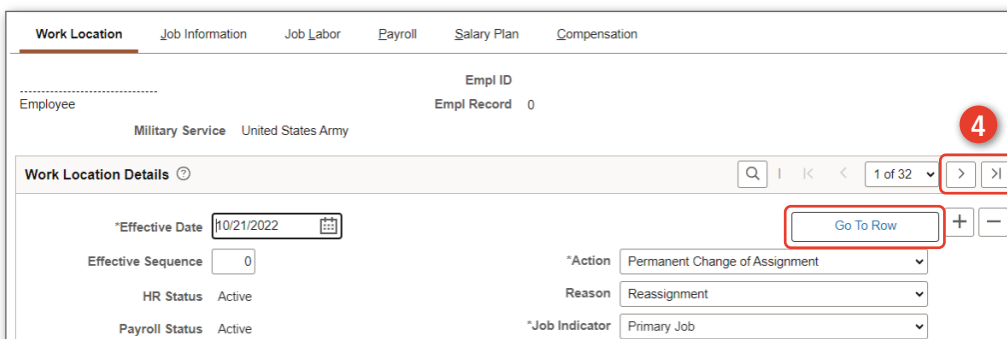 Work Location Job Information Job Labor Payroll Salary Plan Compensation
Empl ID
Employee Empl Record 0
Military Service United States Army
4
Work Location Details ? 1 of 32
*Effective Date 10/21/2022 Go To Row
Effective Sequence 0 *Action Permanent Change of Assignment
HR Status Active Reason Reassignment
Payroll Status Active *Job Indicator Primary Job